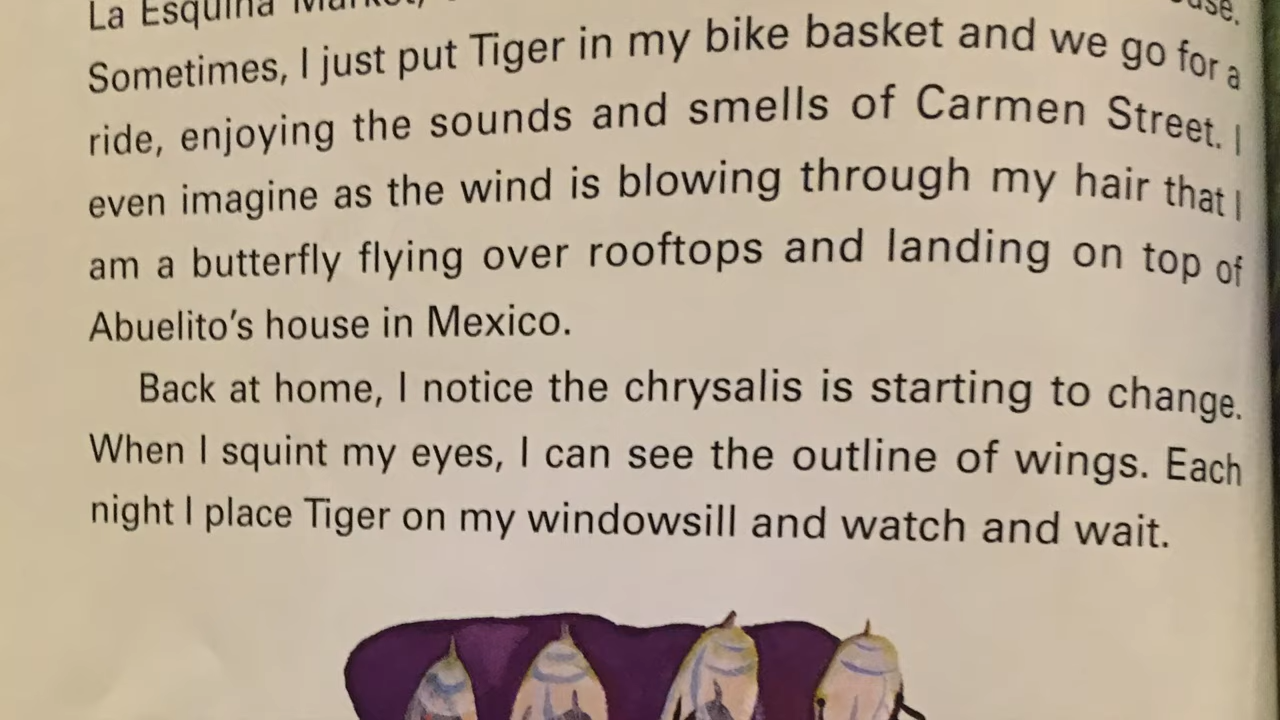 La Esquina Market,
Sometimes, I just put Tiger in my bike basket and we go for a
ride, enjoying the sounds and smells of Carmen Street. I
even imagine as the wind is blowing through my hair that I
am a butterfly flying over rooftops and landing on top of
Abuelito's house in Mexico.
Back at home, I notice the chrysalis is starting to change.
When I squint my eyes, I can see the outline of wings. Each
night I place Tiger on my windowsill and watch and wait.